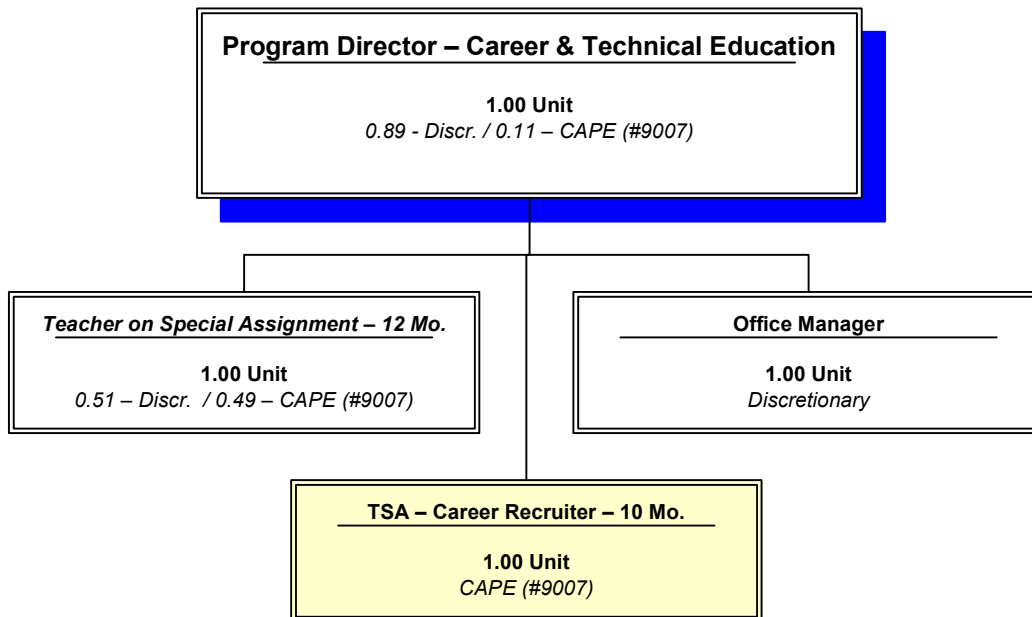 Program Director – Career & Technical Education
1.00 Unit
0.89 - Discr. / 0.11 – CAPE (#9007)
Teacher on Special Assignment – 12 Mo.
1.00 Unit
0.51 – Discr. / 0.49 – CAPE (#9007)
Office Manager
1.00 Unit
Discretionary
TSA – Career Recruiter – 10 Mo.
1.00 Unit
CAPE (#9007)